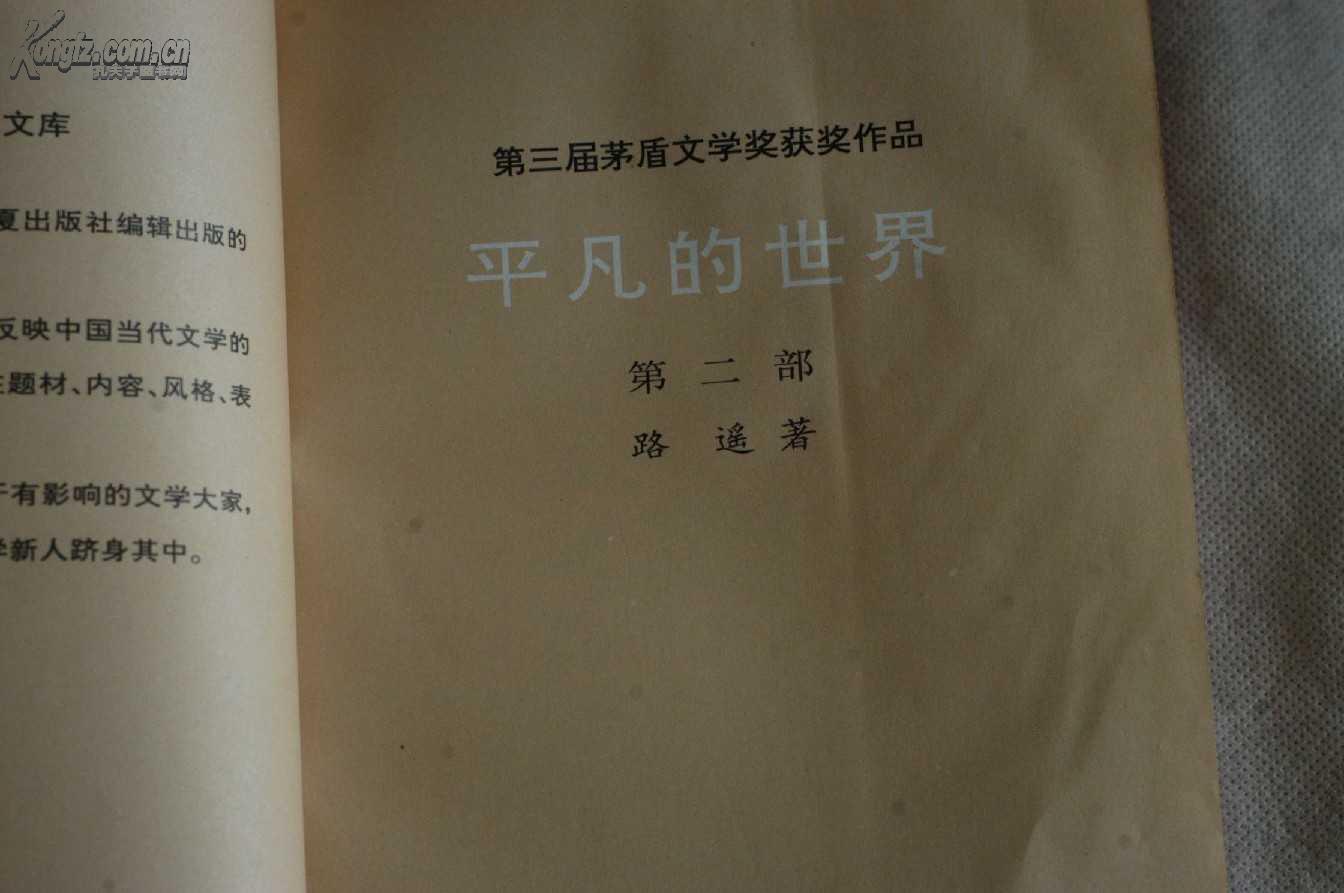 Kongfz.com.cn
孔夫子旧书网
文库
夏出版社编辑出版的
反映中国当代文学的
题材、内容、风格、表
有影响的文学大家,
新人跻身其中。
第三届茅盾文学奖获奖作品
平凡的世界
第二部
路遥著